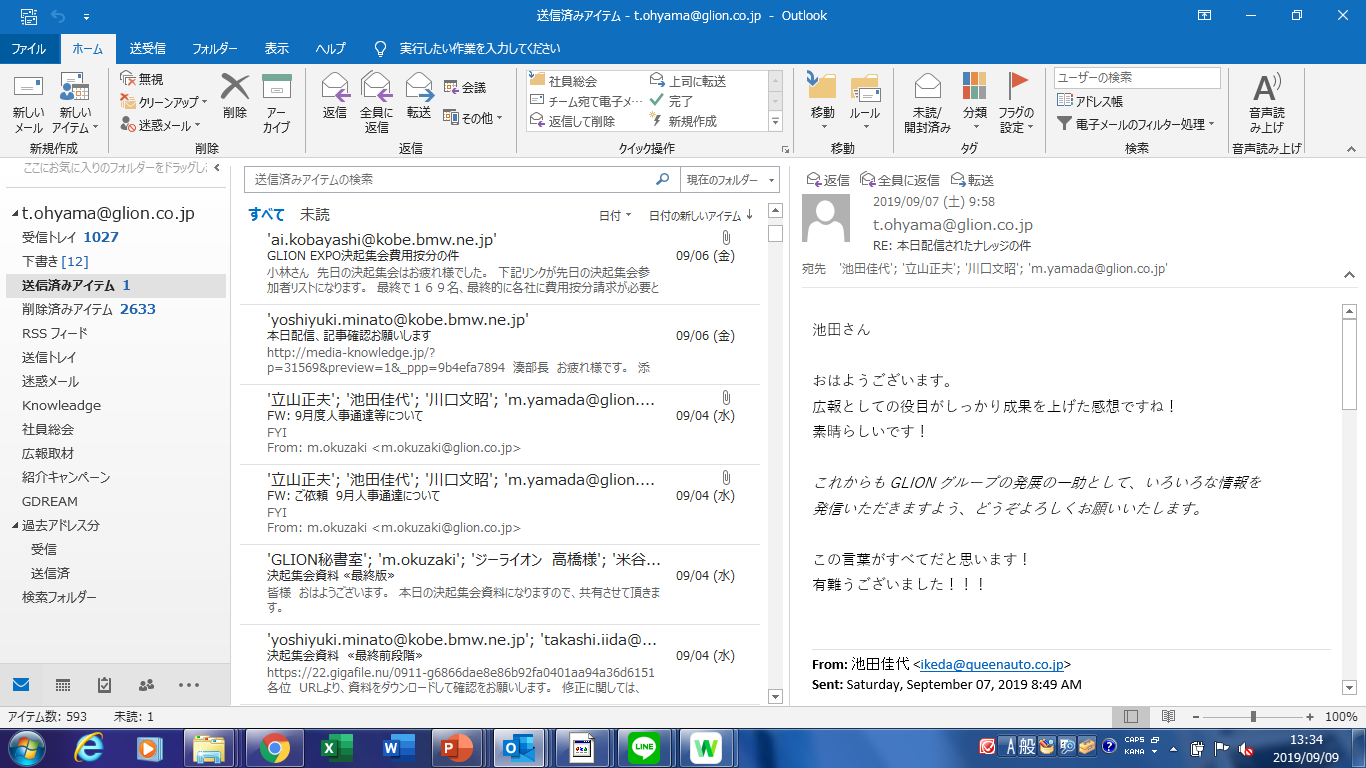 送信済みアイテム - t.ohyama@glion.co.jp - Outlook
ファイル ホーム 送受信 フォルダー 表示 ヘルプ 実行したい作業を入力してください
新しい
メール
新しい
アイテム
新規作成
無視
クリーンアップ
迷惑メール
削除
アー
カイブ
削除
返信
全員に
返信
転送
会議
その他
返信
社員総会
チーム宛て電子メ…
返信して削除
上司に転送
完了
新規作成
クイック操作
移動
ルール
移動
未読/
開封済み
分類
フラグの
設定
タグ
ユーザーの検索
アドレス帳
電子メールのフィルター処理
検索
音声読
み上げ
音声読み上げ
ここにお気に入りのフォルダーをドラッグし
t.ohyama@glion.co.jp
受信トレイ 1027
下書き [12]
送信済みアイテム 1
削除済みアイテム 2633
RSS フィード
送信トレイ
迷惑メール
Knowleadge
社員総会
広報取材
紹介キャンペーン
GDREAM
過去アドレス分
受信
送信済
検索フォルダー
送信済みアイテムの検索 現在のフォルダー
すべて 未読 日付 日付の新しいアイテム ↓
'ai.kobayashi@kobe.bmw.ne.jp'
GLION EXPO決起集会費用按分の件 09/06 (金)
小林さん 先日の決起集会はお疲れ様でした。 下記リンクが先日の決起集会参
加者リストになります。 最終で１６９名、最終的に各社に費用按分請求が必要と
'yoshiyuki.minato@kobe.bmw.ne.jp'
本日配信、記事確認お願いします 09/06 (金)
http://media-knowledge.jp/?
p=31569&preview=1&_ppp=9b4efa7894 湊部長 お疲れ様です。 添
'立山正夫'; '池田佳代'; '川口文昭'; 'm.yamada@glion....
FW: 9月度人事通達等について 09/04 (水)
FYI
From: m.okuzaki <m.okuzaki@glion.co.jp>
'立山正夫'; '池田佳代'; '川口文昭'; 'm.yamada@glion....
FW: ご依頼 9月人事通達について 09/04 (水)
FYI
From: m.okuzaki <m.okuzaki@glion.co.jp>
'GLION秘書室'; 'm.okuzaki'; 'ジーライオン 高橋様'; '米谷...
決起集会資料 «最終版» 09/04 (水)
皆様 おはようございます。 本日の決起集会資料になりますので、共有させて頂きま
す。
'yoshiyuki.minato@kobe.bmw.ne.jp'; 'takashi.iida@...
決起集会資料 «最終前段階» 09/04 (水)
https://22.gigafile.nu/0911-g6866dae8e86b92fa0401aa94a36d6151
各位 URLより、資料をダウンロードして確認をお願いします。 修正に関しては、
返信 全員に返信 転送
2019/09/07 (土) 9:58
t.ohyama@glion.co.jp
RE: 本日配信されたナレッジの件
宛先 '池田佳代'; '立山正夫'; '川口文昭'; 'm.yamada@glion.co.jp'
池田さん
おはようございます。
広報としての役目がしっかり成果を上げた感想ですね！
素晴らしいです！
これからも GLION グループの発展の一助として、いろいろな情報を
発信いただきますよう、どうぞよろしくお願いいたします。
この言葉がすべてだと思います！
有難うございました！！！
From: 池田佳代 <ikeda@queenauto.co.jp>
Sent: Saturday, September 07, 2019 8:49 AM
アイテム数: 593 未読: 1 100%
A 般 CAPS
KANA
13:34
2019/09/09
LINE